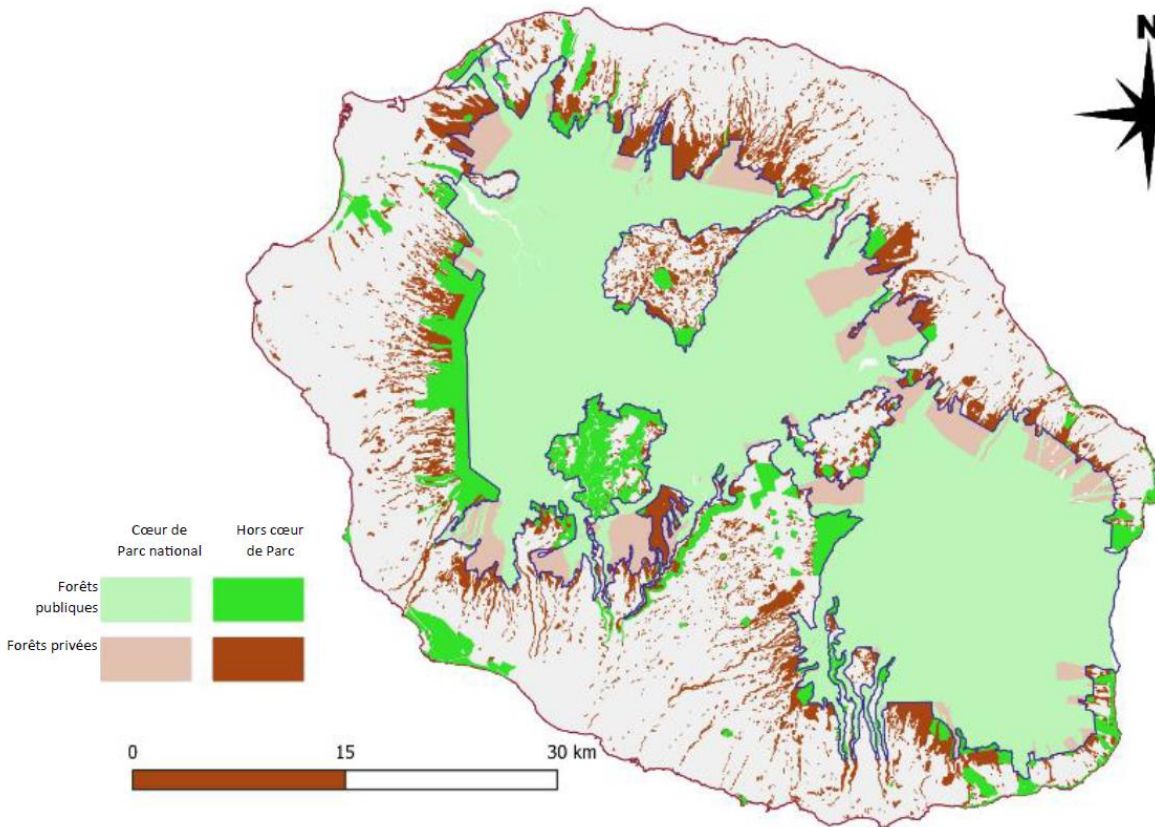 N
Cœur de
Parc national
Hors cœur
de Parc
Forêts
publiques
Forêts privées
0 15 30 km